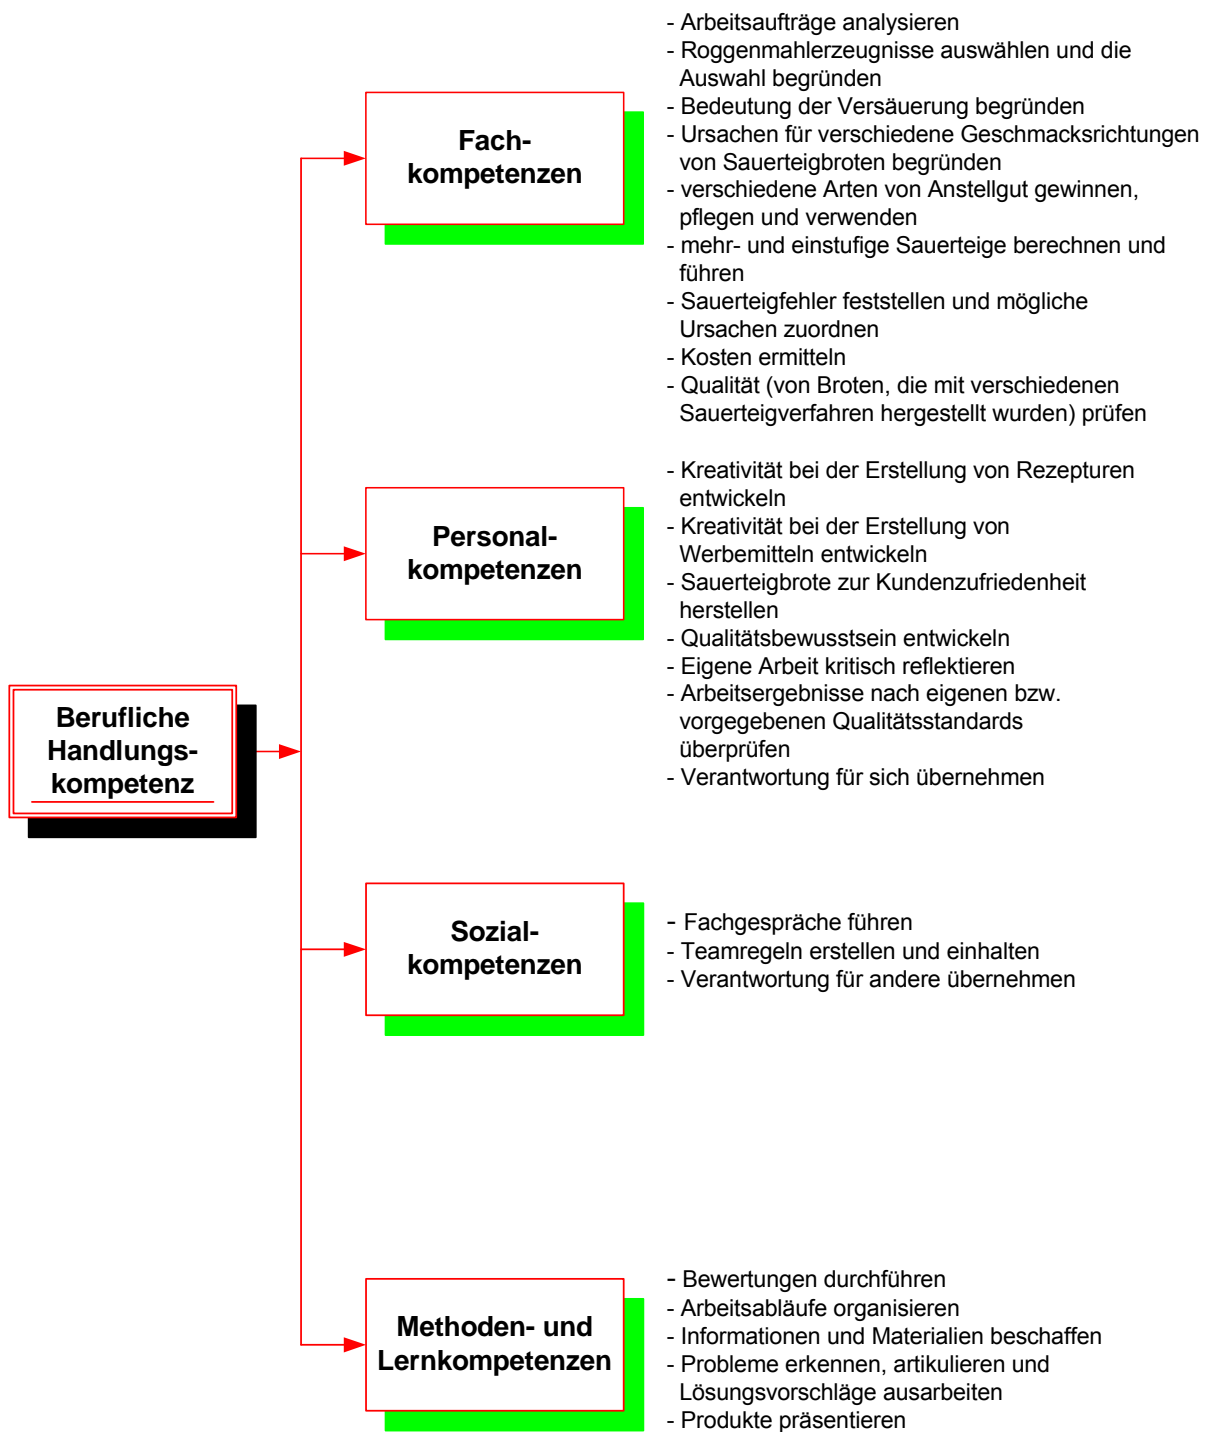 - Arbeitsaufträge analysieren
- Roggenmahlerzeugnisse auswählen und die
Auswahl begründen
- Bedeutung der Versäuerung begründen
- Ursachen für verschiedene Geschmacksrichtungen
von Sauerteigbroten begründen
- verschiedene Arten von Anstellgut gewinnen,
pflegen und verwenden
- mehr- und einstufige Sauerteige berechnen und
führen
- Sauerteigfehler feststellen und mögliche
Ursachen zuordnen
- Kosten ermitteln
- Qualität (von Broten, die mit verschiedenen
Sauerteigverfahren hergestellt wurden) prüfen
Fach-
kompetenzen
- Kreativität bei der Erstellung von Rezepturen
entwickeln
- Kreativität bei der Erstellung von
Werbemitteln entwickeln
- Sauerteigbrote zur Kundenzufriedenheit
herstellen
- Qualitätsbewusstsein entwickeln
- Eigene Arbeit kritisch reflektieren
- Arbeitsergebnisse nach eigenen bzw.
vorgegebenen Qualitätsstandards
überprüfen
- Verantwortung für sich übernehmen
Personal-
kompetenzen
Berufliche
Handlungs-
kompetenz
Sozial-
kompetenzen
- Fachgespräche führen
- Teamregeln erstellen und einhalten
- Verantwortung für andere übernehmen
Methoden- und
Lernkompetenzen
- Bewertungen durchführen
- Arbeitsabläufe organisieren
- Informationen und Materialien beschaffen
- Probleme erkennen, artikulieren und
Lösungsvorschläge ausarbeiten
- Produkte präsentieren